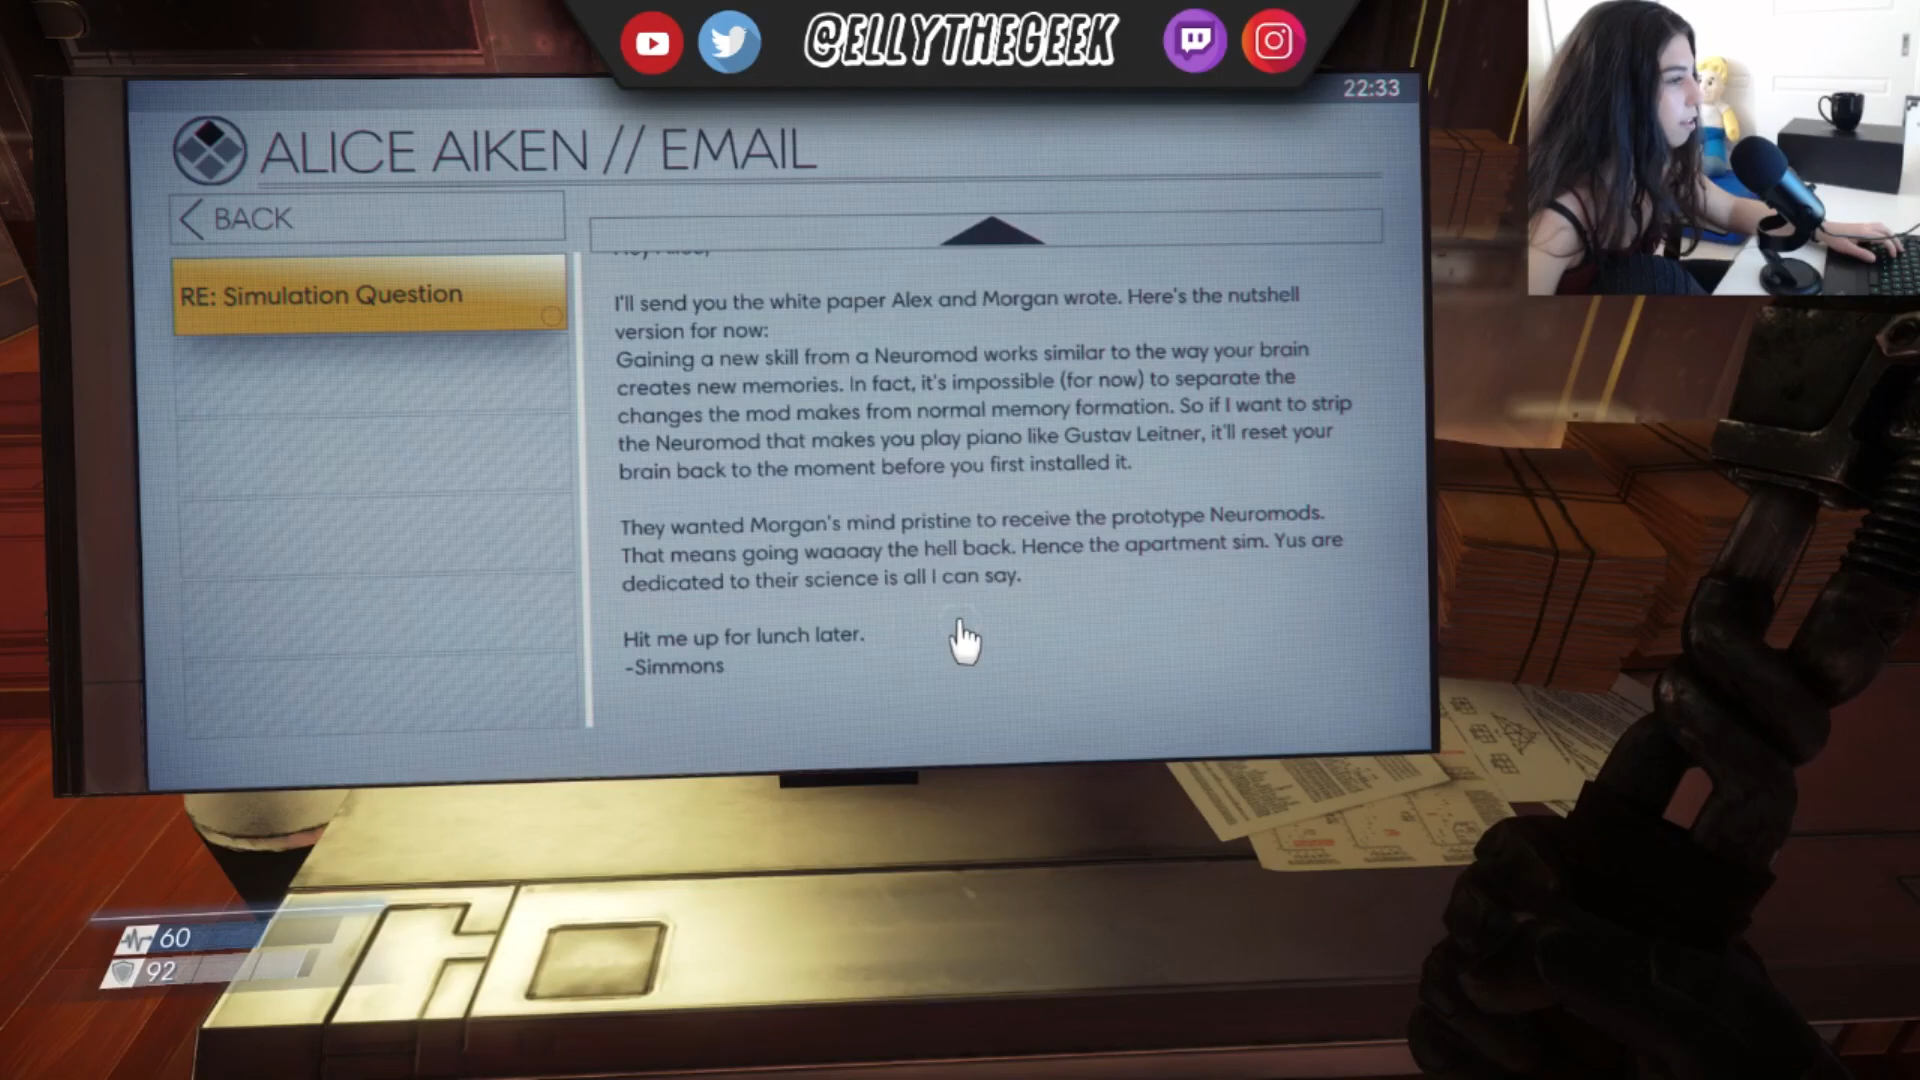 @ELLYTHEGEEK
22:33
ALICE AIKEN // EMAIL
BACK
RE: Simulation Question
I'll send you the white paper Alex and Morgan wrote. Here's the nutshell
version for now:
Gaining a new skill from a Neuromod works similar to the way your brain
creates new memories. In fact, it's impossible (for now) to separate the
changes the mod makes from normal memory formation. So if I want to strip
the Neuromod that makes you play piano like Gustav Leitner, it'll reset your
brain back to the moment before you first installed it.
They wanted Morgan's mind pristine to receive the prototype Neuromods.
That means going waaaay the hell back. Hence the apartment sim. Yus are
dedicated to their science is all I can say.
Hit me up for lunch later.
-Simmons
60
92